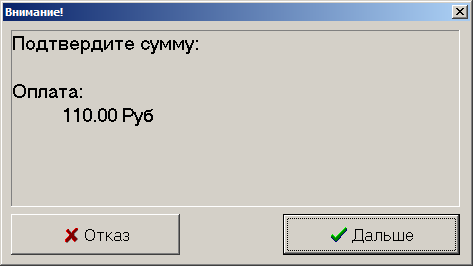 Внимание!
Подтвердите сумму:
Оплата:
110.00 Руб
Отказ
Дальше